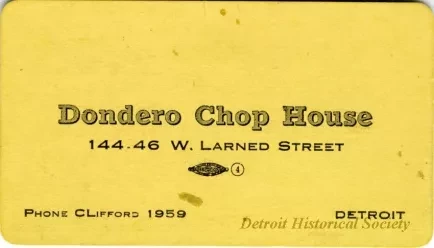 Dondero Chop House
144-46 W. Larned Street
4
Phone CLifford 1959
Detroit
Detroit Historical Society